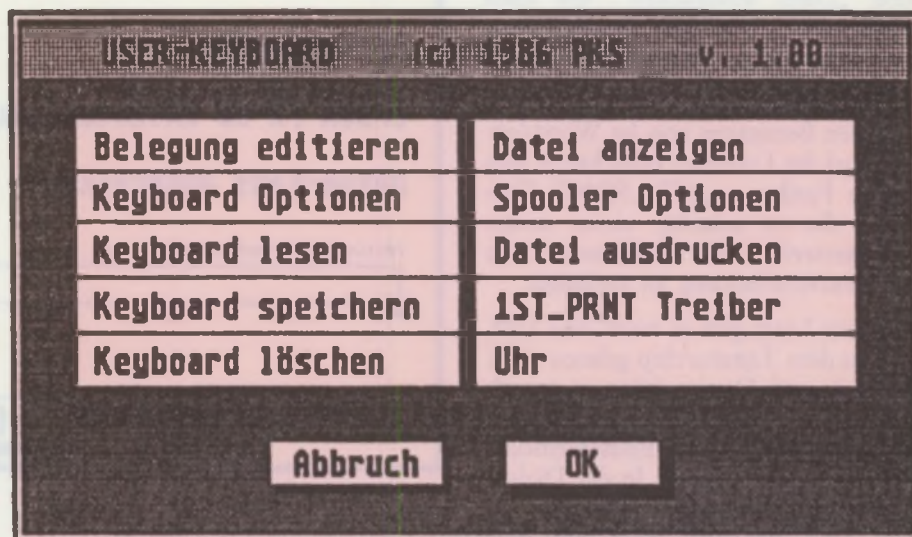 USER-KEYBOARD (c) 1986 PKS v. 1.00
Belegung editieren Datei anzeigen
Keyboard Optionen Spooler Optionen
Keyboard lesen Datei ausdrucken
Keyboard speichern 1ST_PRNT Treiber
Keyboard löschen Uhr
Abbruch OK